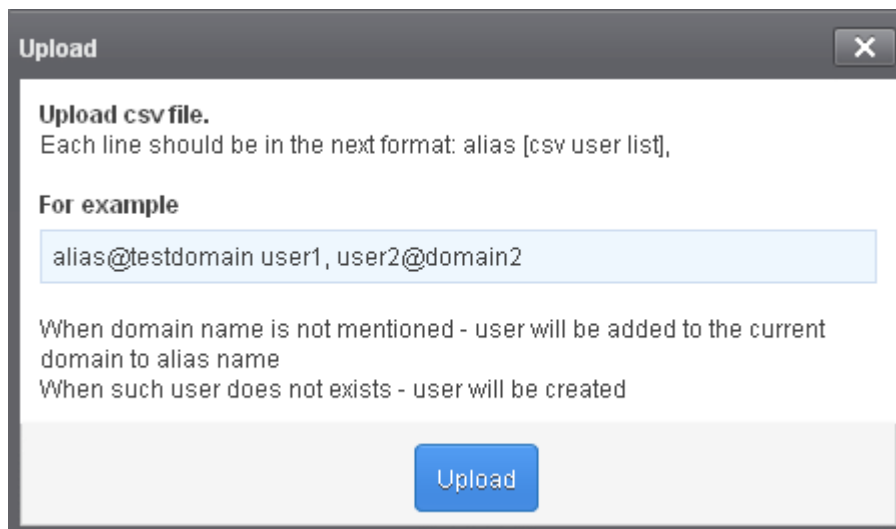 Upload
Upload csv file.
Each line should be in the next format: alias [csv user list],
For example
alias@testdomain user1, user2@domain2
When domain name is not mentioned - user will be added to the current
domain to alias name
When such user does not exists - user will be created
Upload